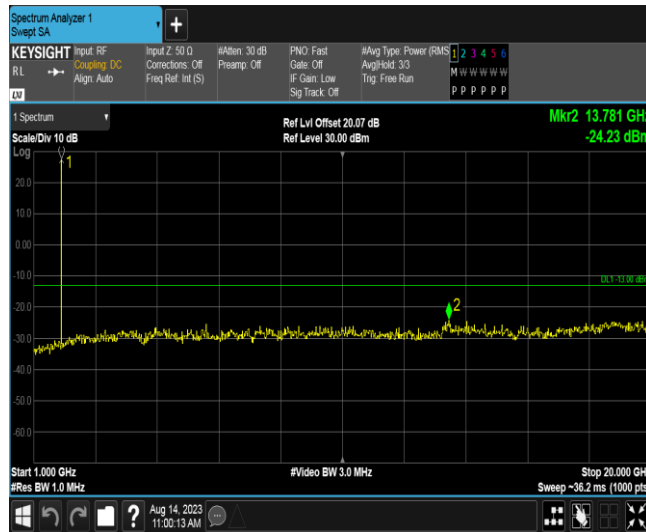 Spectrum Analyzer 1
Swept SA
+
KEYSIGHT
RL
LXI
Input: RF
Coupling: DC
Align: Auto
Input Z: 50 Ω
Corrections: Off
Freq Ref: Int (S)
#Atten: 30 dB
Preamp: Off
PNO: Fast
Gate: Off
IF Gain: Low
Sig Track: Off
#Avg Type: Power (RMS
Avg|Hold: 3/3
Trig: Free Run
1 2 3 4 5 6
M W W W W W
P P P P P P
1 Spectrum
Scale/Div 10 dB
Log
Ref Lvl Offset 20.07 dB
Ref Level 30.00 dBm
Mkr2 13.781 GHz
-24.23 dBm
1
20.0
10.0
0.00
-10.0
DL1 -13.00 dBm
2
-20.0
-30.0
-40.0
-50.0
-60.0
Start 1.000 GHz
#Res BW 1.0 MHz
#Video BW 3.0 MHz
Stop 20.000 GHz
Sweep ~36.2 ms (1000 pts)
?
Aug 14, 2023
11:00:13 AM